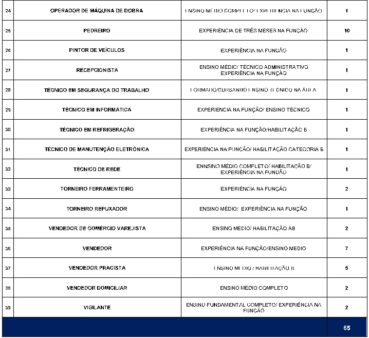 24 OPERADOR DE MÁQUINA DE DOBRA ENSINO MÉDIO COMPLETO/ EXPERIÊNCIA NA FUNÇÃO 1
25 PEDREIRO EXPERIÊNCIA DE TRÊS MESES NA FUNÇÃO 10
26 PINTOR DE VEÍCULOS EXPERIÊNCIA NA FUNÇÃO 1
27 RECEPCIONISTA ENSINO MÉDIO/ TÉCNICO ADMINISTRATIVO
EXPERIÊNCIA NA FUNÇÃO 1
28 TÉCNICO EM SEGURANÇA DO TRABALHO FORMADO/CURSANDO ENSINO TÉCNICO NA ÁREA 1
29 TÉCNICO EM INFORMÁTICA EXPERIÊNCIA NA FUNÇÃO/ ENSINO TÉCNICO 1
30 TÉCNICO EM REFRIGERAÇÃO EXPERIÊNCIA NA FUNÇÃO/HABILITAÇÃO B 1
31 TÉCNICO DE MANUTENÇÃO ELETRÔNICA EXPERIÊNCIA NA FUNÇÃO/ HABILITAÇÃO CATEGORIA B 1
32 TÉCNICO DE REDE ENNSINO MÉDIO COMPLETO/ HABILITAÇÃO B/
EXPERIÊNCIA NA FUNÇÃO 1
33 TORNEIRO FERRAMENTEIRO EXPERIÊNCIA NA FUNÇÃO 2
34 TORNEIRO REPUXADOR ENSINO MÉDIO/ EXPERIÊNCIA NA FUNÇÃO 1
VENDEDOR DE COMÉRCIO VAREJISTA ENSINO MÉDIO/ HABILITAÇÃO AB 2
VENDEDOR EXPERIÊNCIA NA FUNÇÃO/ENSINO MEDIO 7
37 VENDEDOR PRACISTA ENSINO MÉDIO/ HABILITAÇÃO B 5
38 VENDEDOR DOMICILIAR ENSINO MÉDIO COMPLETO 2
39 VIGILANTE ENSINO FUNDAMENTAL COMPLETO/ EXPERIÊNCIA NA
FUNÇÃO 2
65